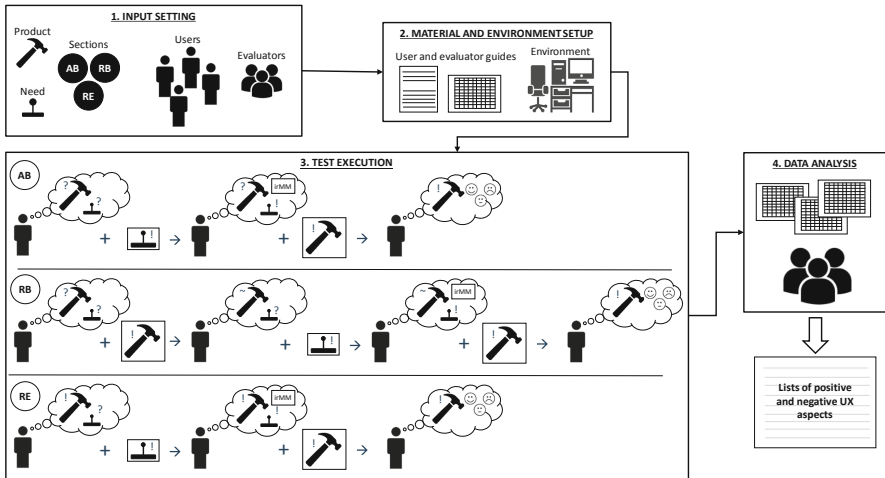 1. INPUT SETTING
Product
Sections
Users
Evaluators
AB
RB
RE
Need
2. MATERIAL AND ENVIRONMENT SETUP
User and evaluator guides
Environment
3. TEST EXECUTION
AB
? ?
? irMM !
!
+ ! → + ! →
RB
? ?
~ ?
~ irMM !
!
+ ! → + ! → + ! →
RE
! ?
! irMM !
!
+ ! → + ! →
4. DATA ANALYSIS
Lists of positive
and negative UX
aspects